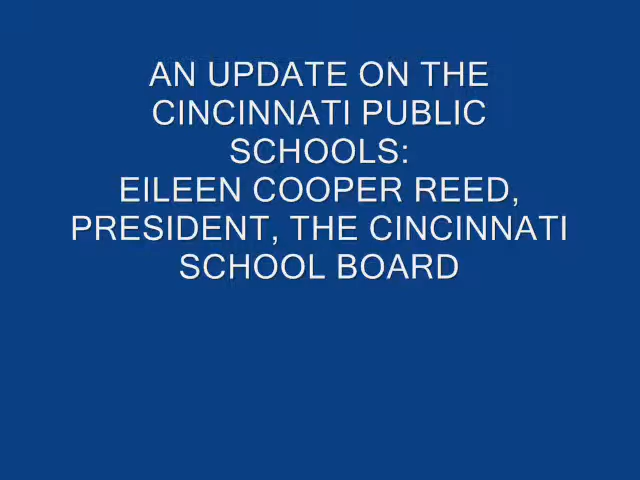 AN UPDATE ON THE
CINCINNATI PUBLIC
SCHOOLS:
EILEEN COOPER REED,
PRESIDENT, THE CINCINNATI
SCHOOL BOARD